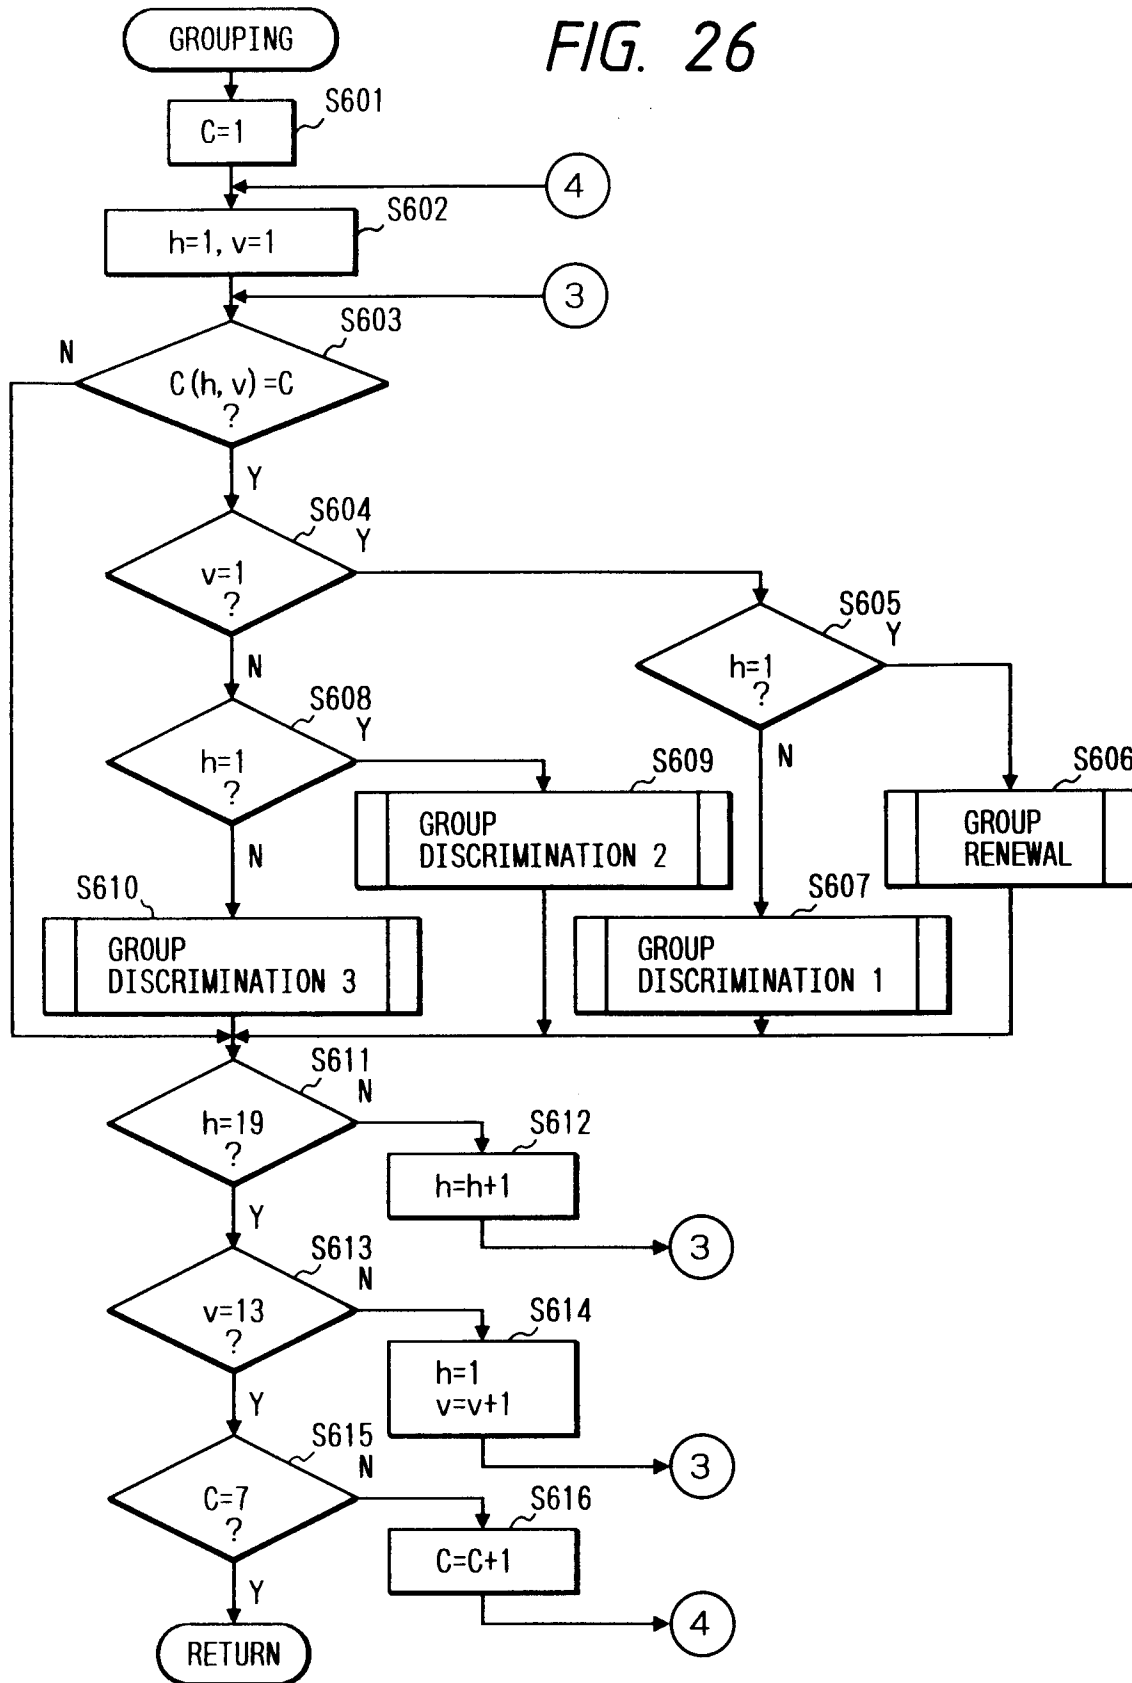 FIG. 26
GROUPING
S601
C=1
4
S602
h=1, v=1
3
S603
N
C(h, v)=C
?
Y
S604
Y
v=1
?
N
S605
Y
h=1
?
N
S608
Y
h=1
?
N
S609
GROUP
DISCRIMINATION 2
S606
GROUP
RENEWAL
S610
GROUP
DISCRIMINATION 3
S607
GROUP
DISCRIMINATION 1
S611
N
h=19
?
Y
S612
h=h+1
3
S613
N
v=13
?
Y
S614
h=1
v=v+1
3
S615
N
C=7
?
Y
S616
C=C+1
4
RETURN